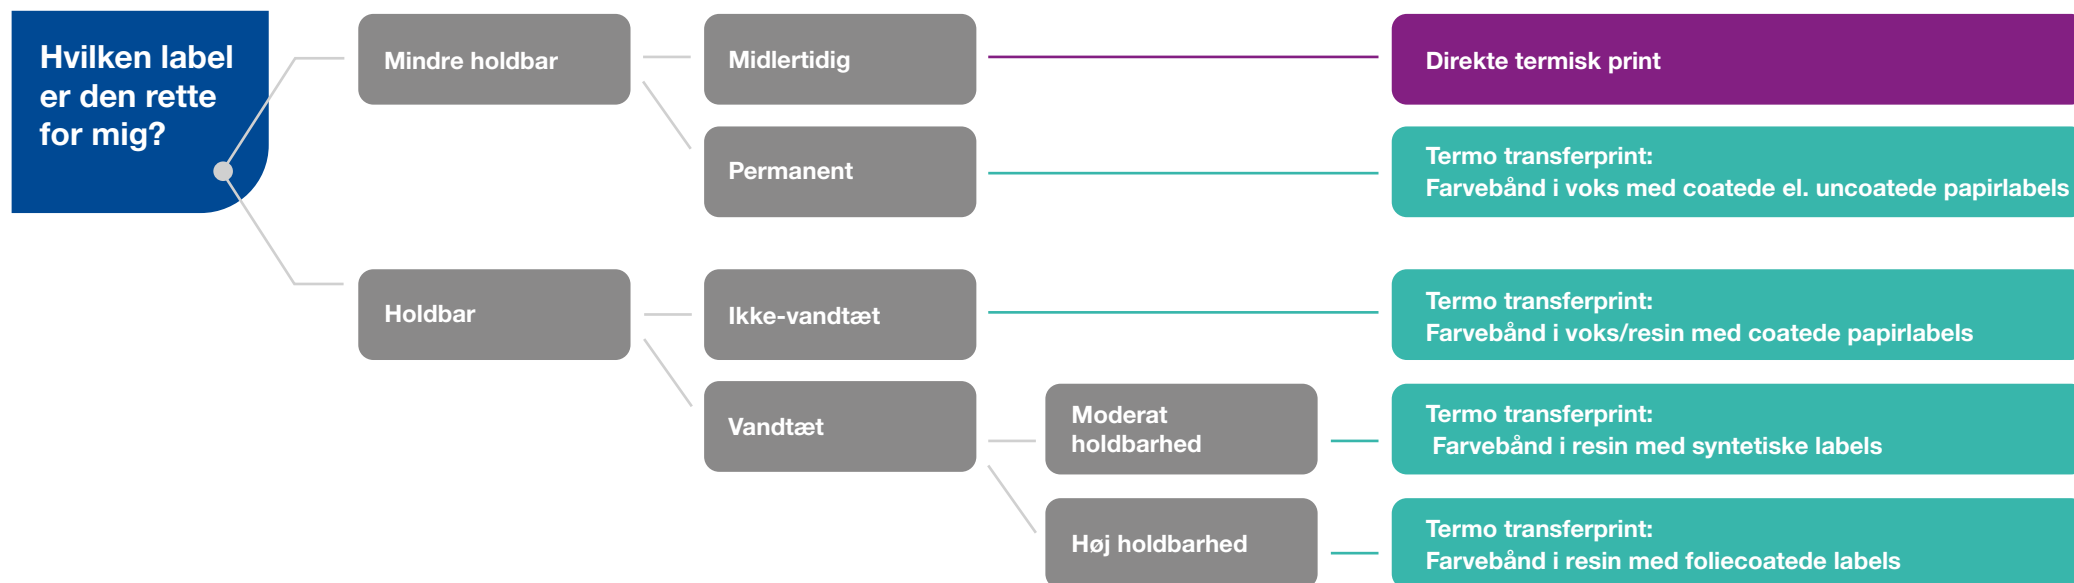 Hvilken label
er den rette
for mig?
Mindre holdbar
Midlertidig
Direkte termisk print
Permanent
Termo transferprint:
Farvebånd i voks med coatede el. uncoatede papirlabels
Holdbar
Ikke-vandtæt
Termo transferprint:
Farvebånd i voks/resin med coatede papirlabels
Vandtæt
Moderat
holdbarhed
Termo transferprint:
Farvebånd i resin med syntetiske labels
Høj holdbarhed
Termo transferprint:
Farvebånd i resin med foliecoatede labels